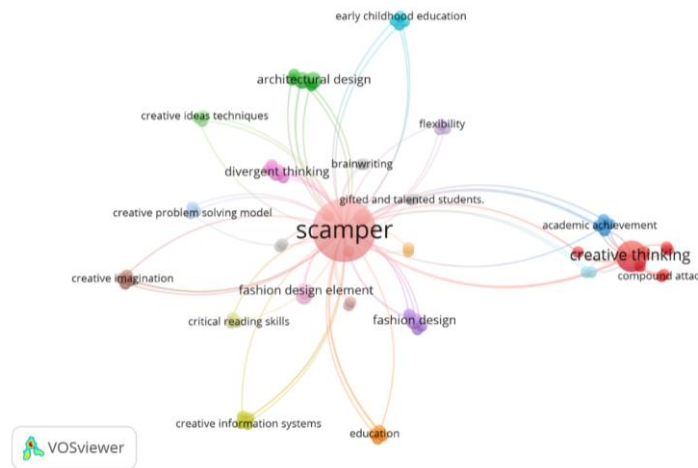 early childhood education
architectural design
creative ideas techniques
flexibility
brainwriting
divergent thinking
gifted and talented students.
creative problem solving model
academic achievement
scamper
creative thinking
compound attac
creative imagination
fashion design element
critical reading skills
fashion design
creative information systems
education
VOSviewer